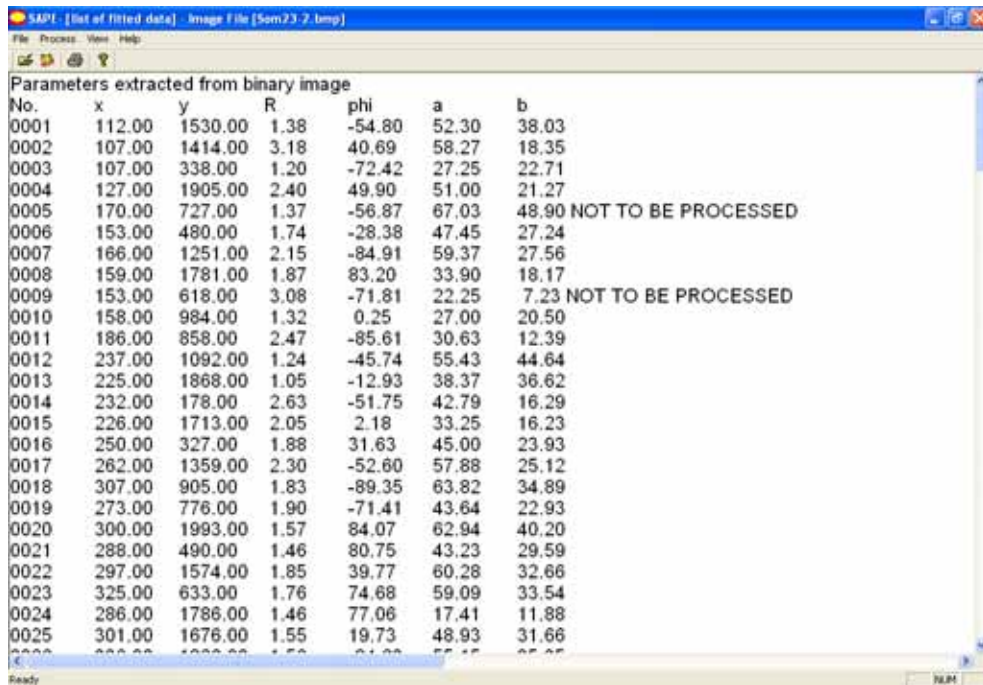 SAPE - [list of fitted data] - Image File [Som23-2.bmp]
File Process View Help
Parameters extracted from binary image
No. x y R phi a b
0001 112.00 1530.00 1.38 -54.80 52.30 38.03
0002 107.00 1414.00 3.18 40.69 58.27 18.35
0003 107.00 338.00 1.20 -72.42 27.25 22.71
0004 127.00 1905.00 2.40 49.90 51.00 21.27
0005 170.00 727.00 1.37 -56.87 67.03 48.90 NOT TO BE PROCESSED
0006 153.00 480.00 1.74 -28.38 47.45 27.24
0007 166.00 1251.00 2.15 -84.91 59.37 27.56
0008 159.00 1781.00 1.87 83.20 33.90 18.17
0009 153.00 618.00 3.08 -71.81 22.25 7.23 NOT TO BE PROCESSED
0010 158.00 984.00 1.32 0.25 27.00 20.50
0011 186.00 858.00 2.47 -85.61 30.63 12.39
0012 237.00 1092.00 1.24 -45.74 55.43 44.64
0013 225.00 1868.00 1.05 -12.93 38.37 36.62
0014 232.00 178.00 2.63 -51.75 42.79 16.29
0015 226.00 1713.00 2.05 2.18 33.25 16.23
0016 250.00 327.00 1.88 31.63 45.00 23.93
0017 262.00 1359.00 2.30 -52.60 57.88 25.12
0018 307.00 905.00 1.83 -89.35 63.82 34.89
0019 273.00 776.00 1.90 -71.41 43.64 22.93
0020 300.00 1993.00 1.57 84.07 62.94 40.20
0021 288.00 490.00 1.46 80.75 43.23 29.59
0022 297.00 1574.00 1.85 39.77 60.28 32.66
0023 325.00 633.00 1.76 74.68 59.09 33.54
0024 286.00 1786.00 1.46 77.06 17.41 11.88
0025 301.00 1676.00 1.55 19.73 48.93 31.66
Ready NUM